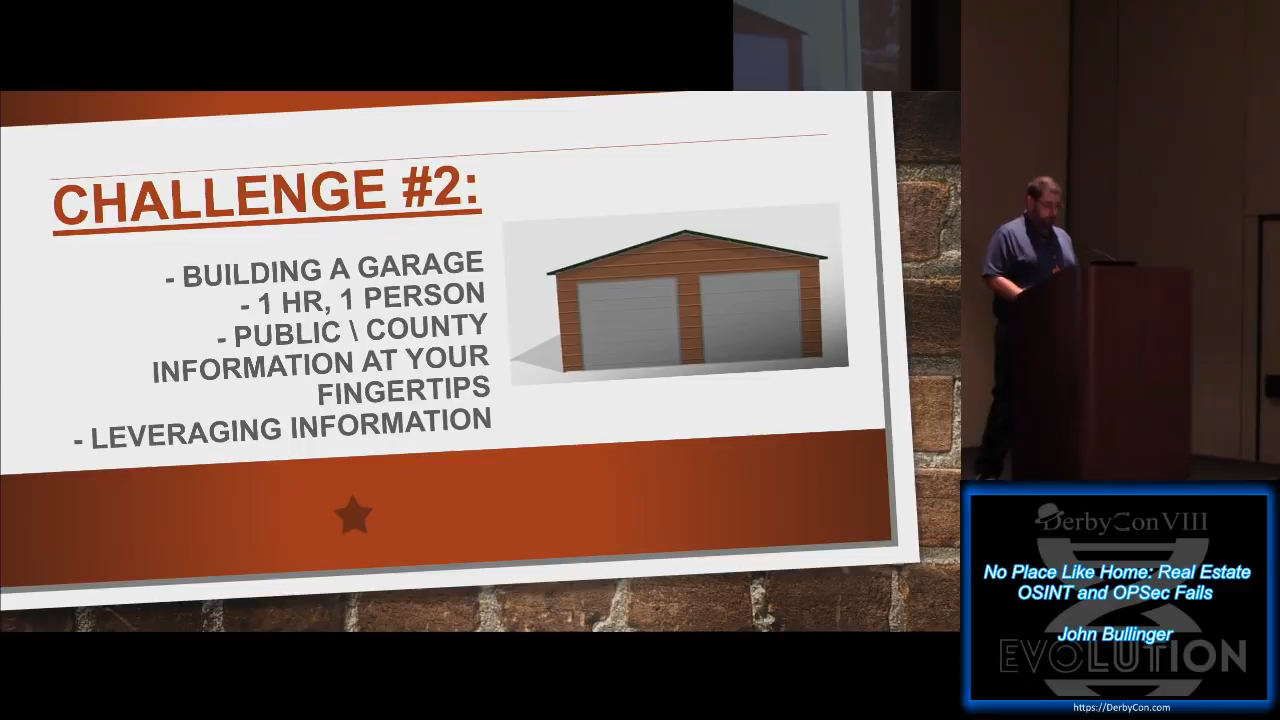 CHALLENGE #2:
- BUILDING A GARAGE
- 1 HR, 1 PERSON
- PUBLIC \ COUNTY
INFORMATION AT YOUR
FINGERTIPS
- LEVERAGING INFORMATION
DerbyCon VIII
No Place Like Home: Real Estate
OSINT and OPSec Fails
John Bullinger
EVOLUTION
https://DerbyCon.com